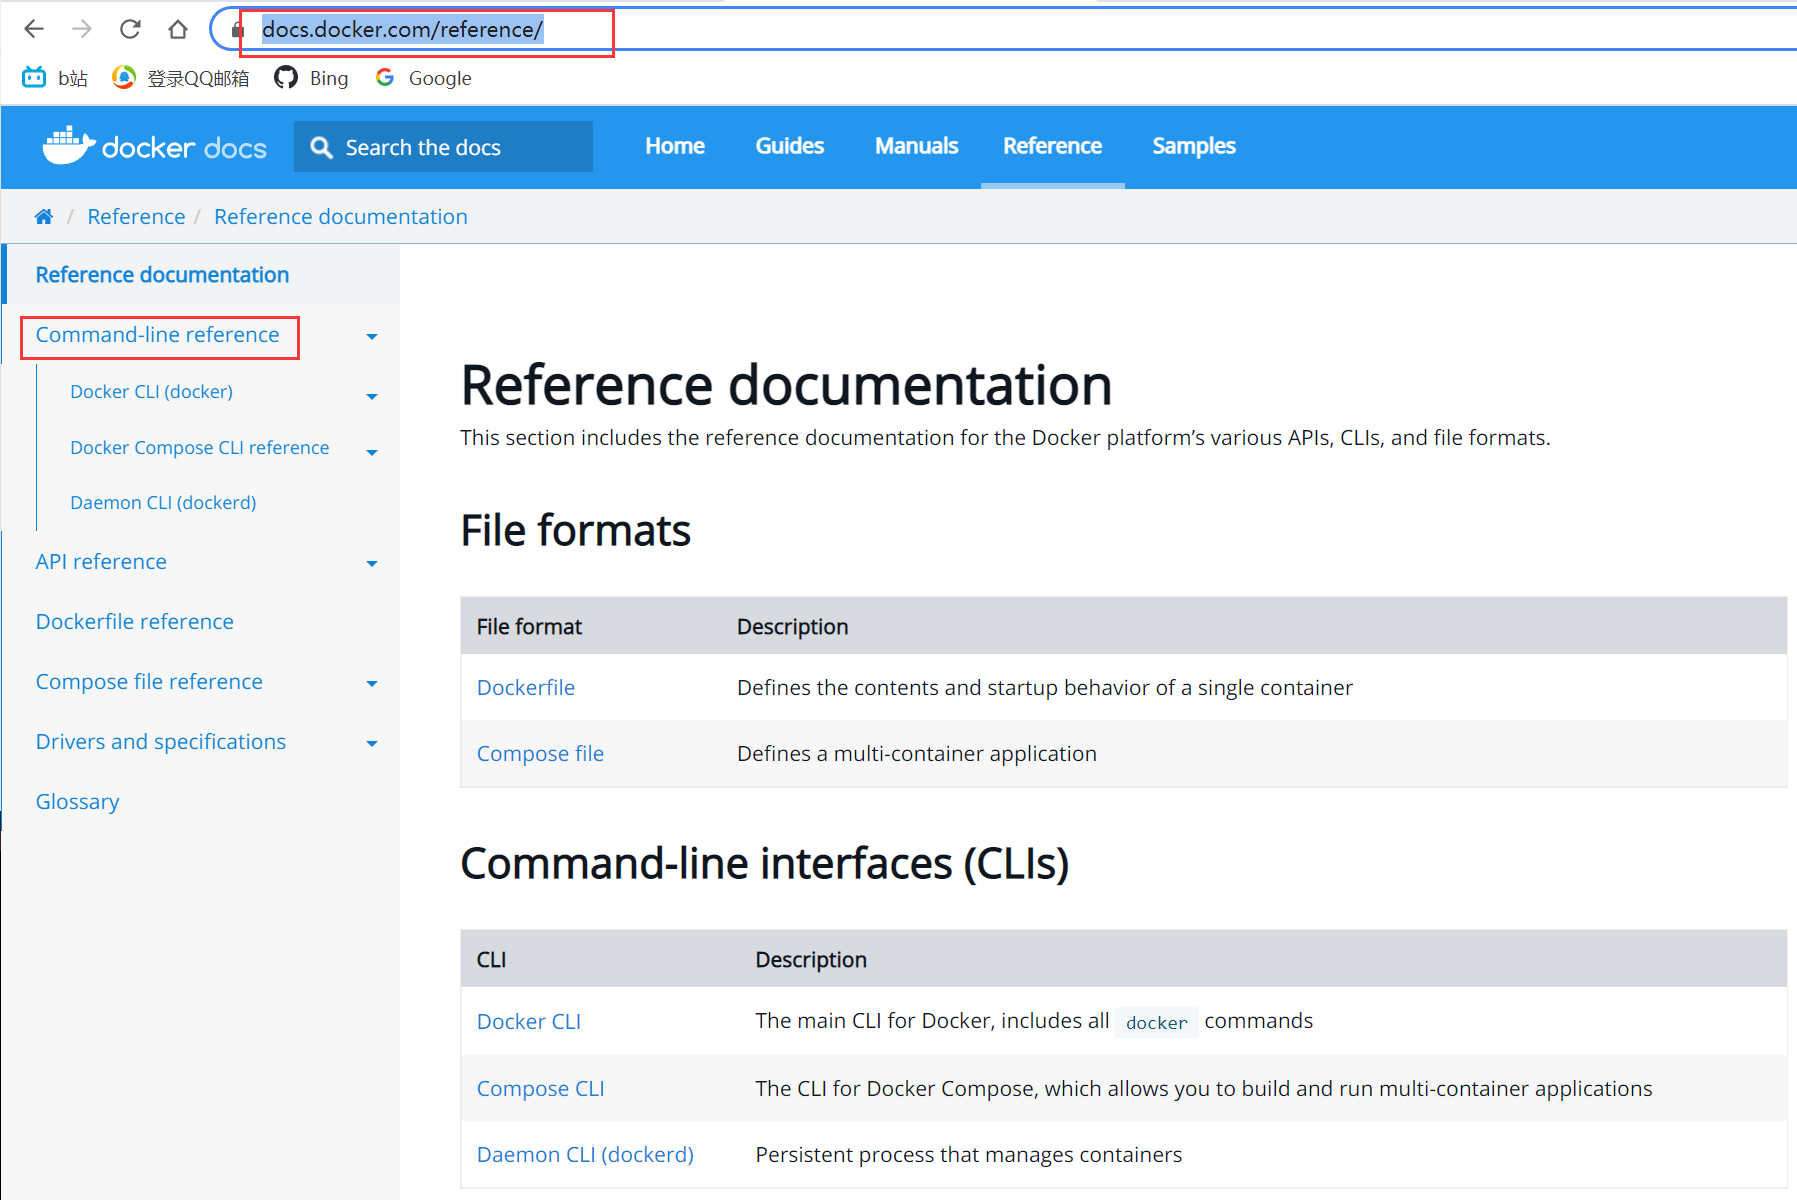 docs.docker.com/reference/
b站 登录QQ邮箱 Bing Google
docker docs Search the docs Home Guides Manuals Reference Samples
/ Reference / Reference documentation
Reference documentation
Command-line reference
Docker CLI (docker)
Docker Compose CLI reference
Daemon CLI (dockerd)
API reference
Dockerfile reference
Compose file reference
Drivers and specifications
Glossary
Reference documentation
This section includes the reference documentation for the Docker platform’s various APIs, CLIs, and file formats.
File formats
File format Description
Dockerfile Defines the contents and startup behavior of a single container
Compose file Defines a multi-container application
Command-line interfaces (CLIs)
CLI Description
Docker CLI The main CLI for Docker, includes all docker commands
Compose CLI The CLI for Docker Compose, which allows you to build and run multi-container applications
Daemon CLI (dockerd) Persistent process that manages containers